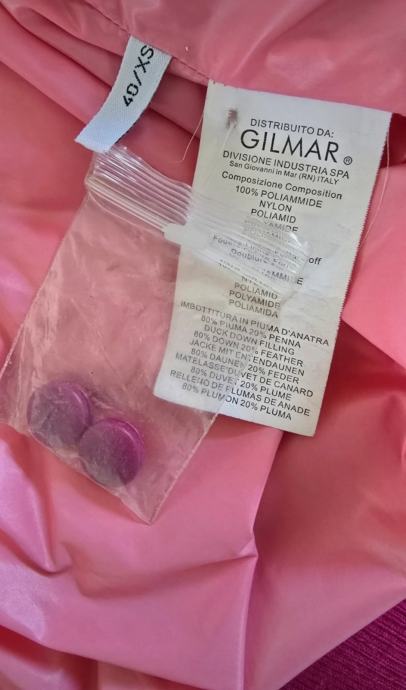 40/XS
DISTRIBUITO DA:
GILMAR®
DIVISIONE INDUSTRIA SPA
San Giovanni in Mar (RN) ITALY
Composizione Composition
100% POLIAMMIDE
NYLON
POLIAMID
POLYAMIDE
POLIAMID
POLYAMIDE
POLIAMIDA
IMBOTTITURA IN PIUMA D'ANATRA
80% PIUMA 20% PENNA
DUCK DOWN FILLING
80% DOWN 20% FEATHER
JACKE MIT ENTENDAUNEN
80% DAUNEN 20% FEDER
MATELASSE DUVET DE CANARD
80% DUVET 20% PLUME
RELLENO DE PLUMAS DE ANADE
80% PLUMON 20% PLUMA